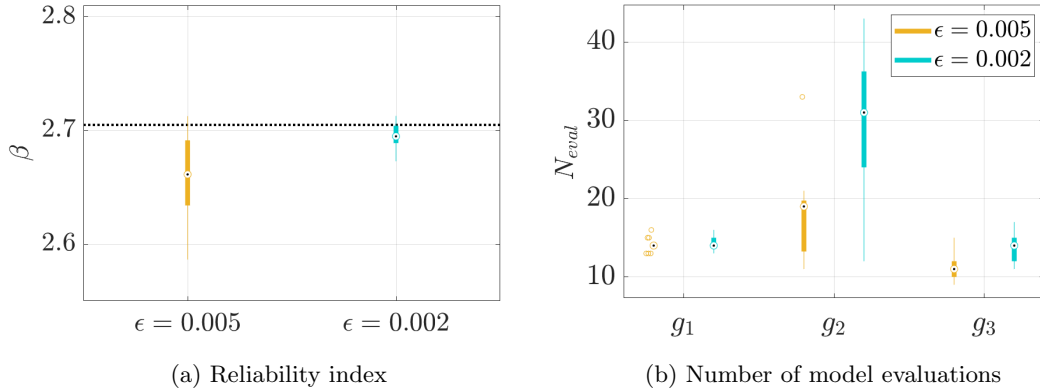 2.8
2.7
2.6
β
ϵ = 0.005
ϵ = 0.002
(a) Reliability index
40
30
20
10
N_eval
ϵ = 0.005
ϵ = 0.002
g₁
g₂
g₃
(b) Number of model evaluations